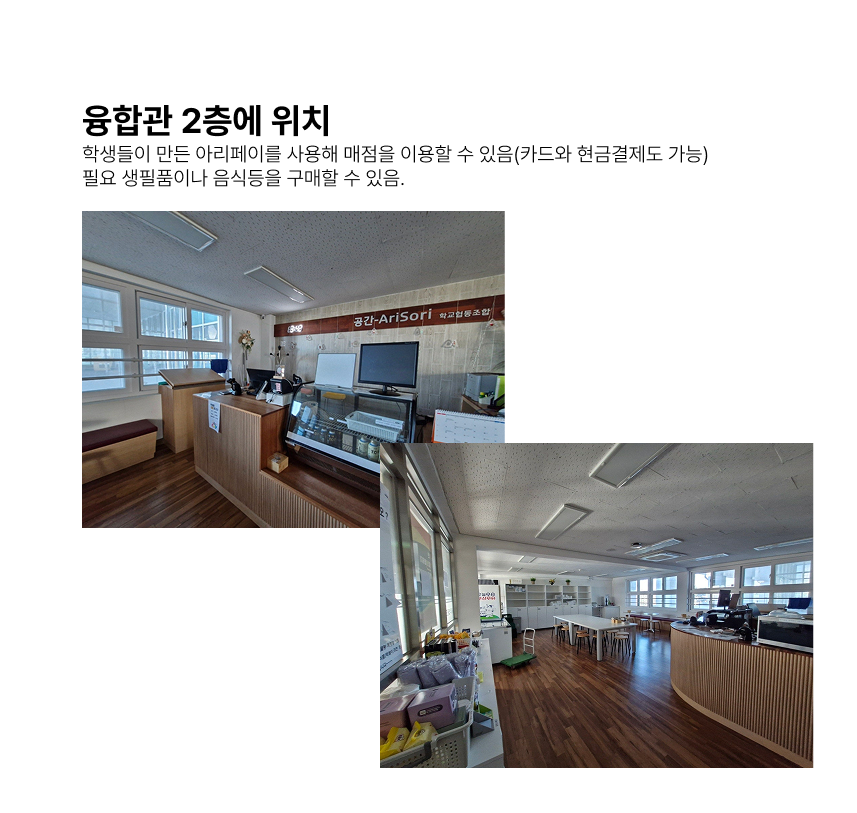 융합관 2층에 위치
학생들이 만든 아리페이를 사용해 매점을 이용할 수 있음(카드와 현금결제도 가능)
필요 생필품이나 음식등을 구매할 수 있음.
공간-AriSori 학교협동조합